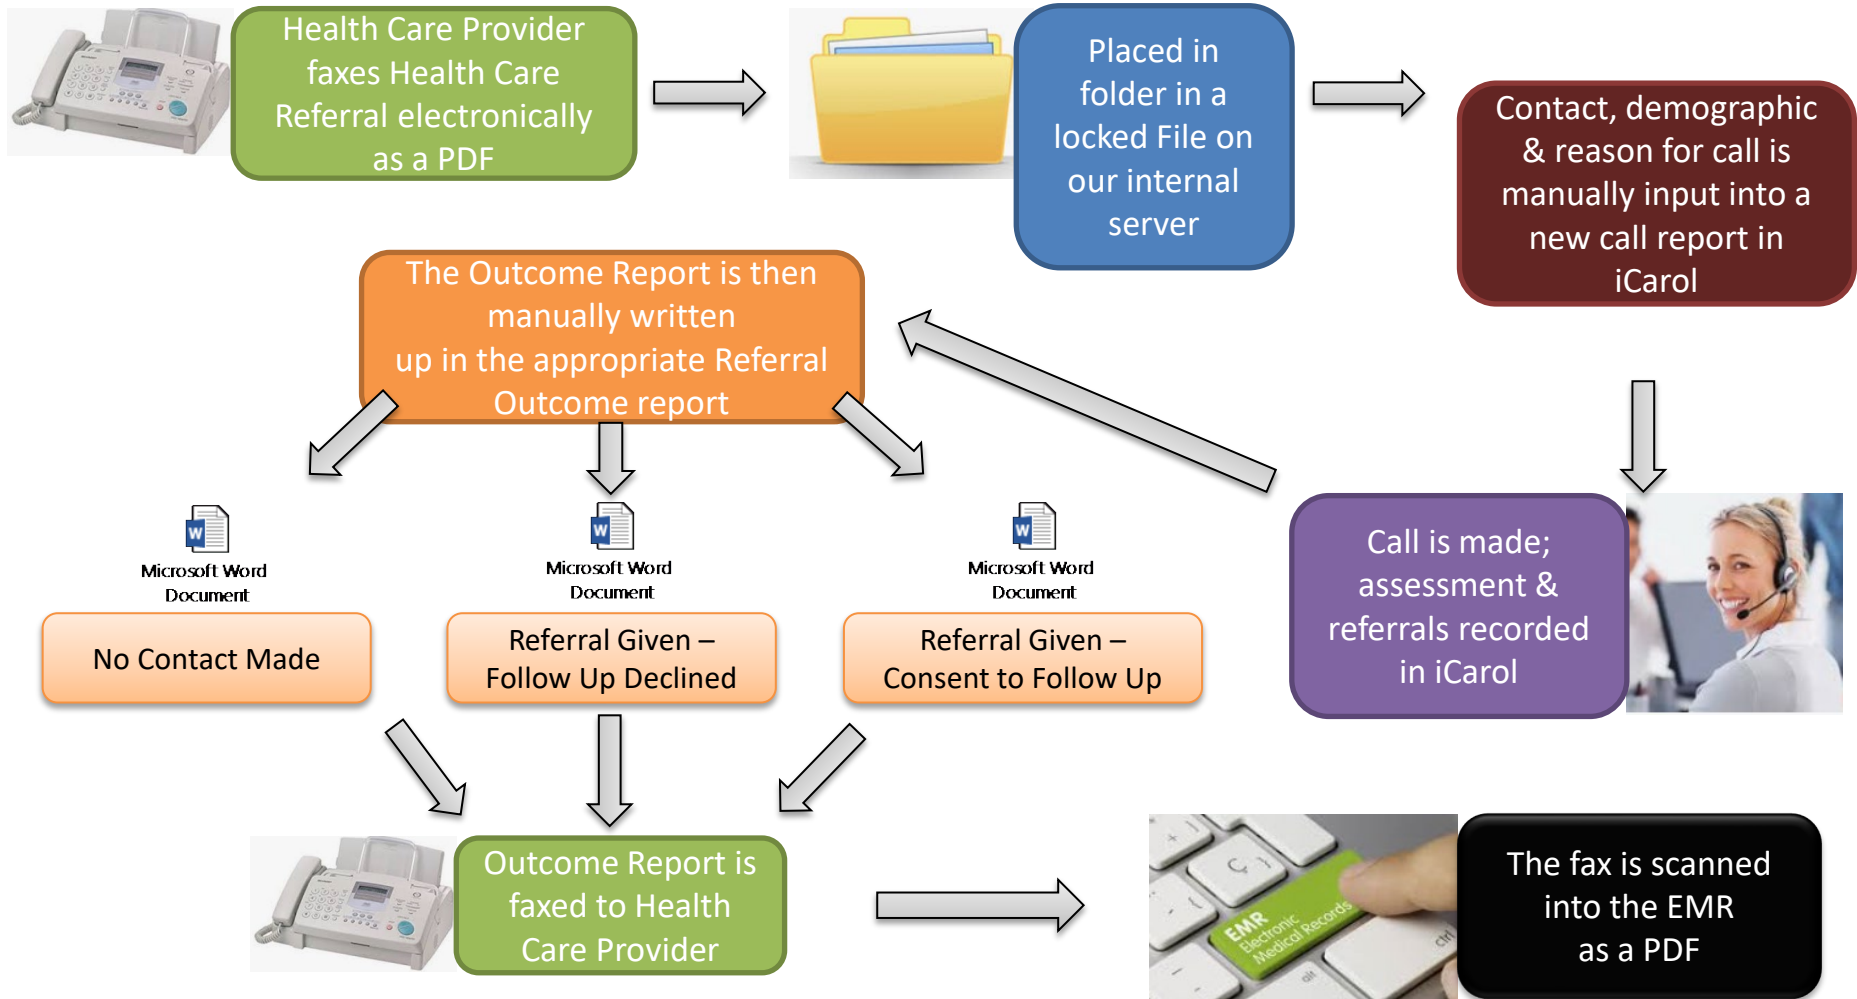 Health Care Provider
faxes Health Care
Referral electronically
as a PDF
Placed in
folder in a
locked File on
our internal
server
Contact, demographic
& reason for call is
manually input into a
new call report in
iCarol
Call is made;
assessment &
referrals recorded
in iCarol
The Outcome Report is then
manually written
up in the appropriate Referral
Outcome report
W
Microsoft Word
Document
No Contact Made
W
Microsoft Word
Document
Referral Given –
Follow Up Declined
W
Microsoft Word
Document
Referral Given –
Consent to Follow Up
Outcome Report is
faxed to Health
Care Provider
EMR
Electronic
Medical Records
ctrl
alt
Ç
The fax is scanned
into the EMR
as a PDF